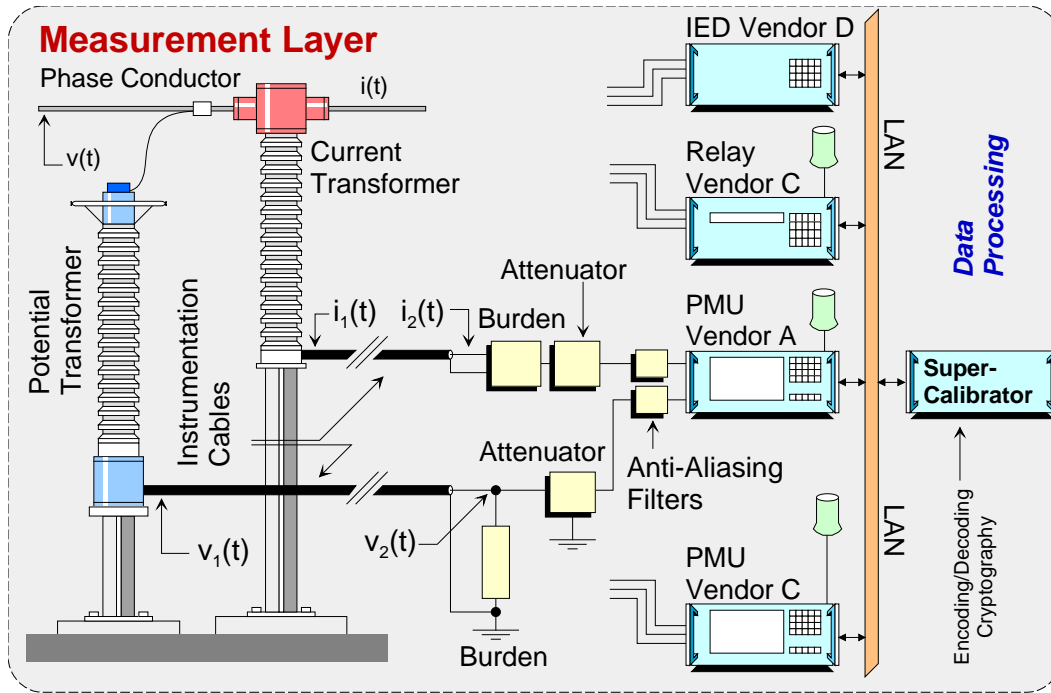 Measurement Layer
Phase Conductor
i(t)
v(t)
Current
Transformer
Potential
Transformer
Instrumentation
Cables
i1(t)
i2(t)
Burden
Attenuator
v1(t)
v2(t)
Attenuator
Burden
Anti-Aliasing
Filters
IED Vendor D
Relay
Vendor C
PMU
Vendor A
PMU
Vendor C
LAN
LAN
Data
Processing
Super-
Calibrator
Encoding/Decoding
Cryptography